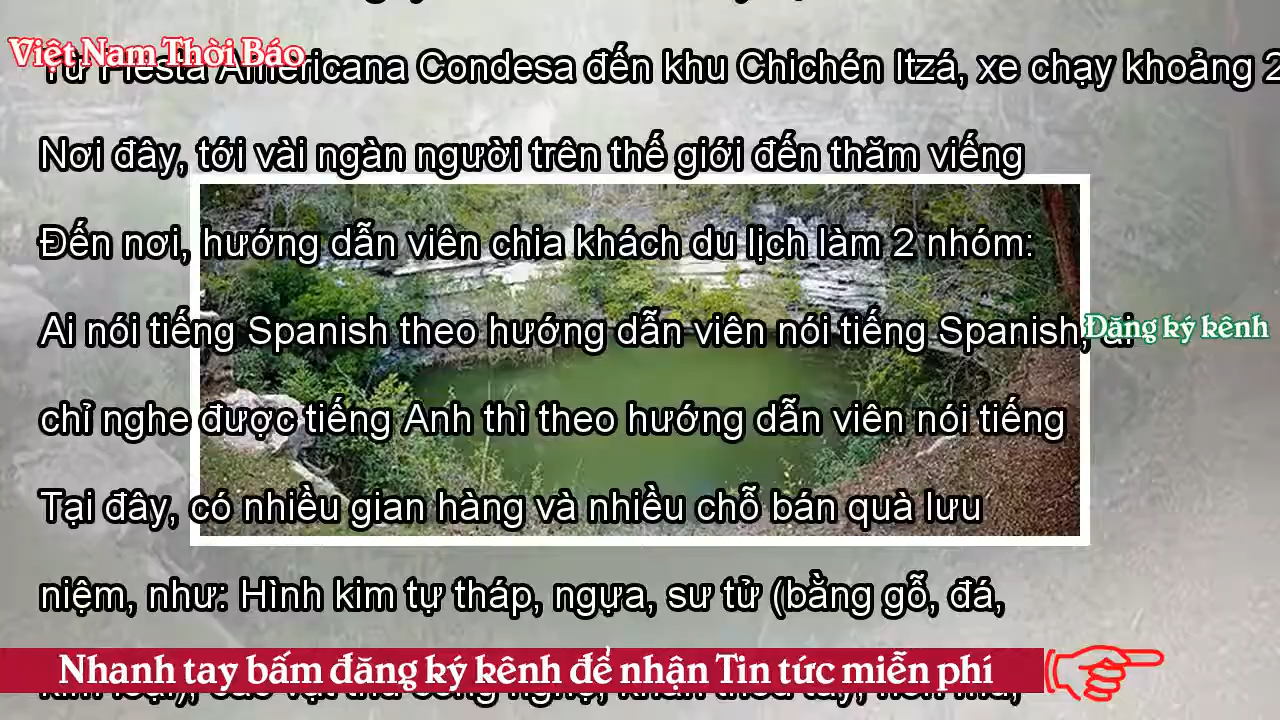 Việt Nam Thời Báo
Từ Fiesta Americana Condesa đến khu Chichén Itzá, xe chạy khoảng 2
Nơi đây, tới vài ngàn người trên thế giới đến thăm viếng
Đến nơi, hướng dẫn viên chia khách du lịch làm 2 nhóm:
Ai nói tiếng Spanish theo hướng dẫn viên nói tiếng Spanish, ai
Đăng ký kênh
chỉ nghe được tiếng Anh thì theo hướng dẫn viên nói tiếng
Tại đây, có nhiều gian hàng và nhiều chỗ bán quà lưu
niệm, như: Hình kim tự tháp, ngựa, sư tử (bằng gỗ, đá,
Nhanh tay bấm đăng ký kênh để nhận Tin tức miễn phí